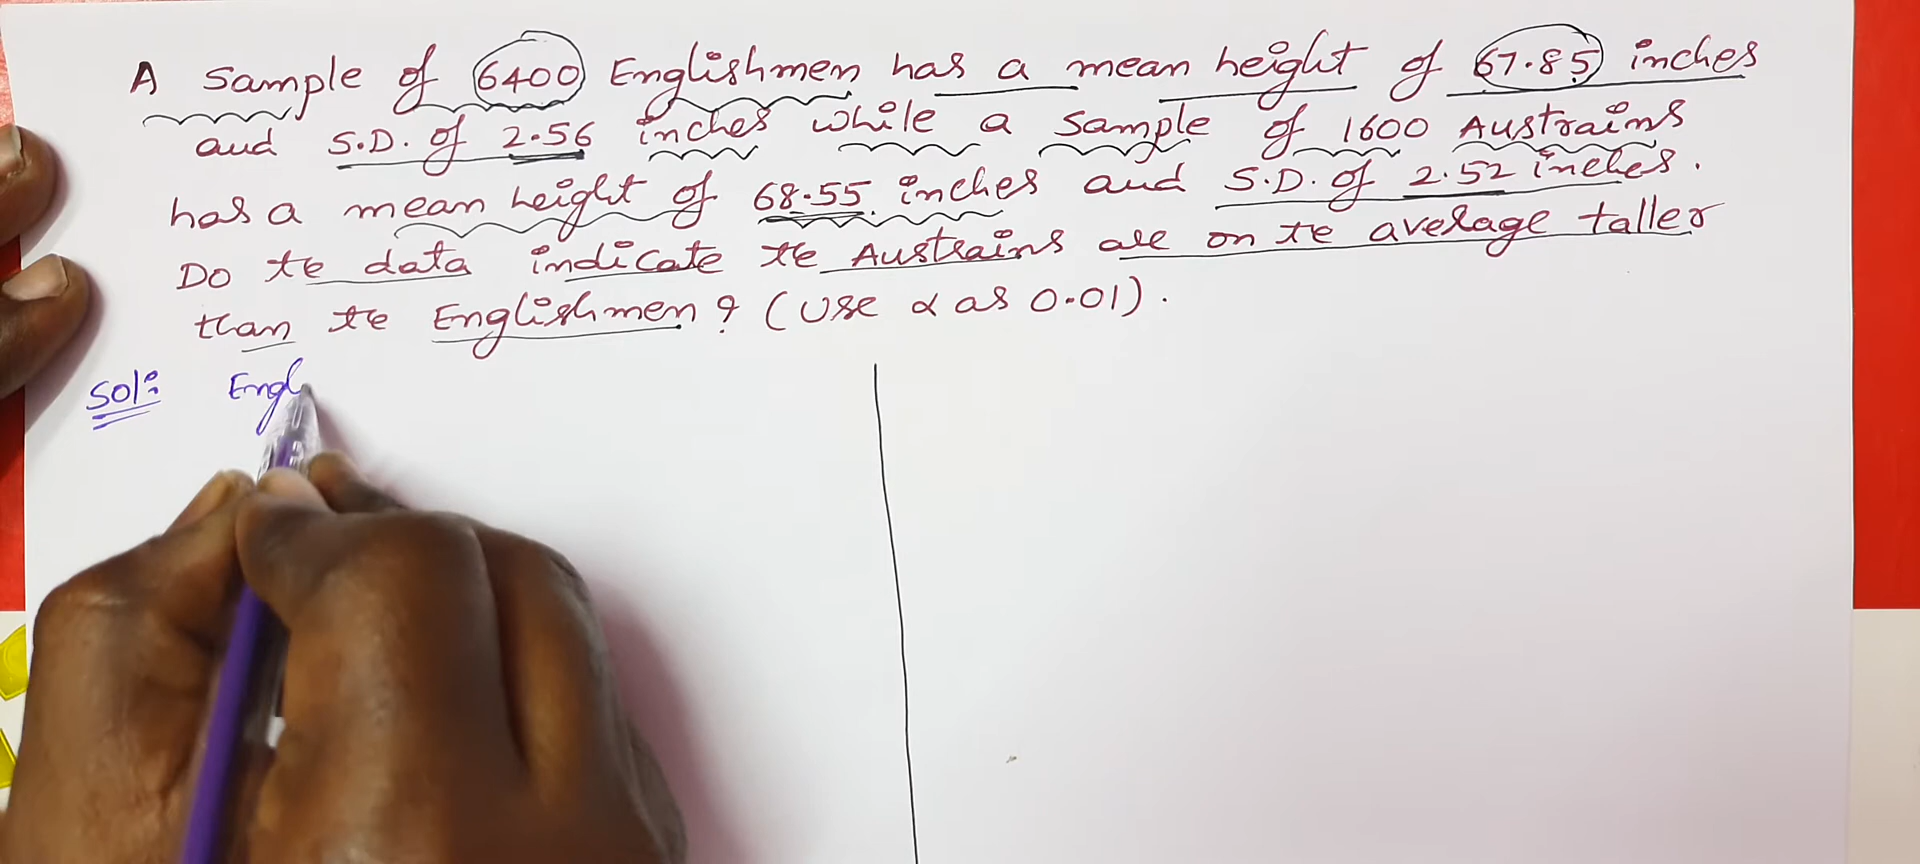 A Sample of 6400 Englishmen has a mean height of 67.85 inches
and S.D. of 2.56 inches while a sample of 1600 Austrains
has a mean height of 68.55 inches and S.D. of 2.52 inches.
Do te data indicate te Austrains are on te average taller
than te Englishmen? (Use α as 0.01).
Sol: Engl